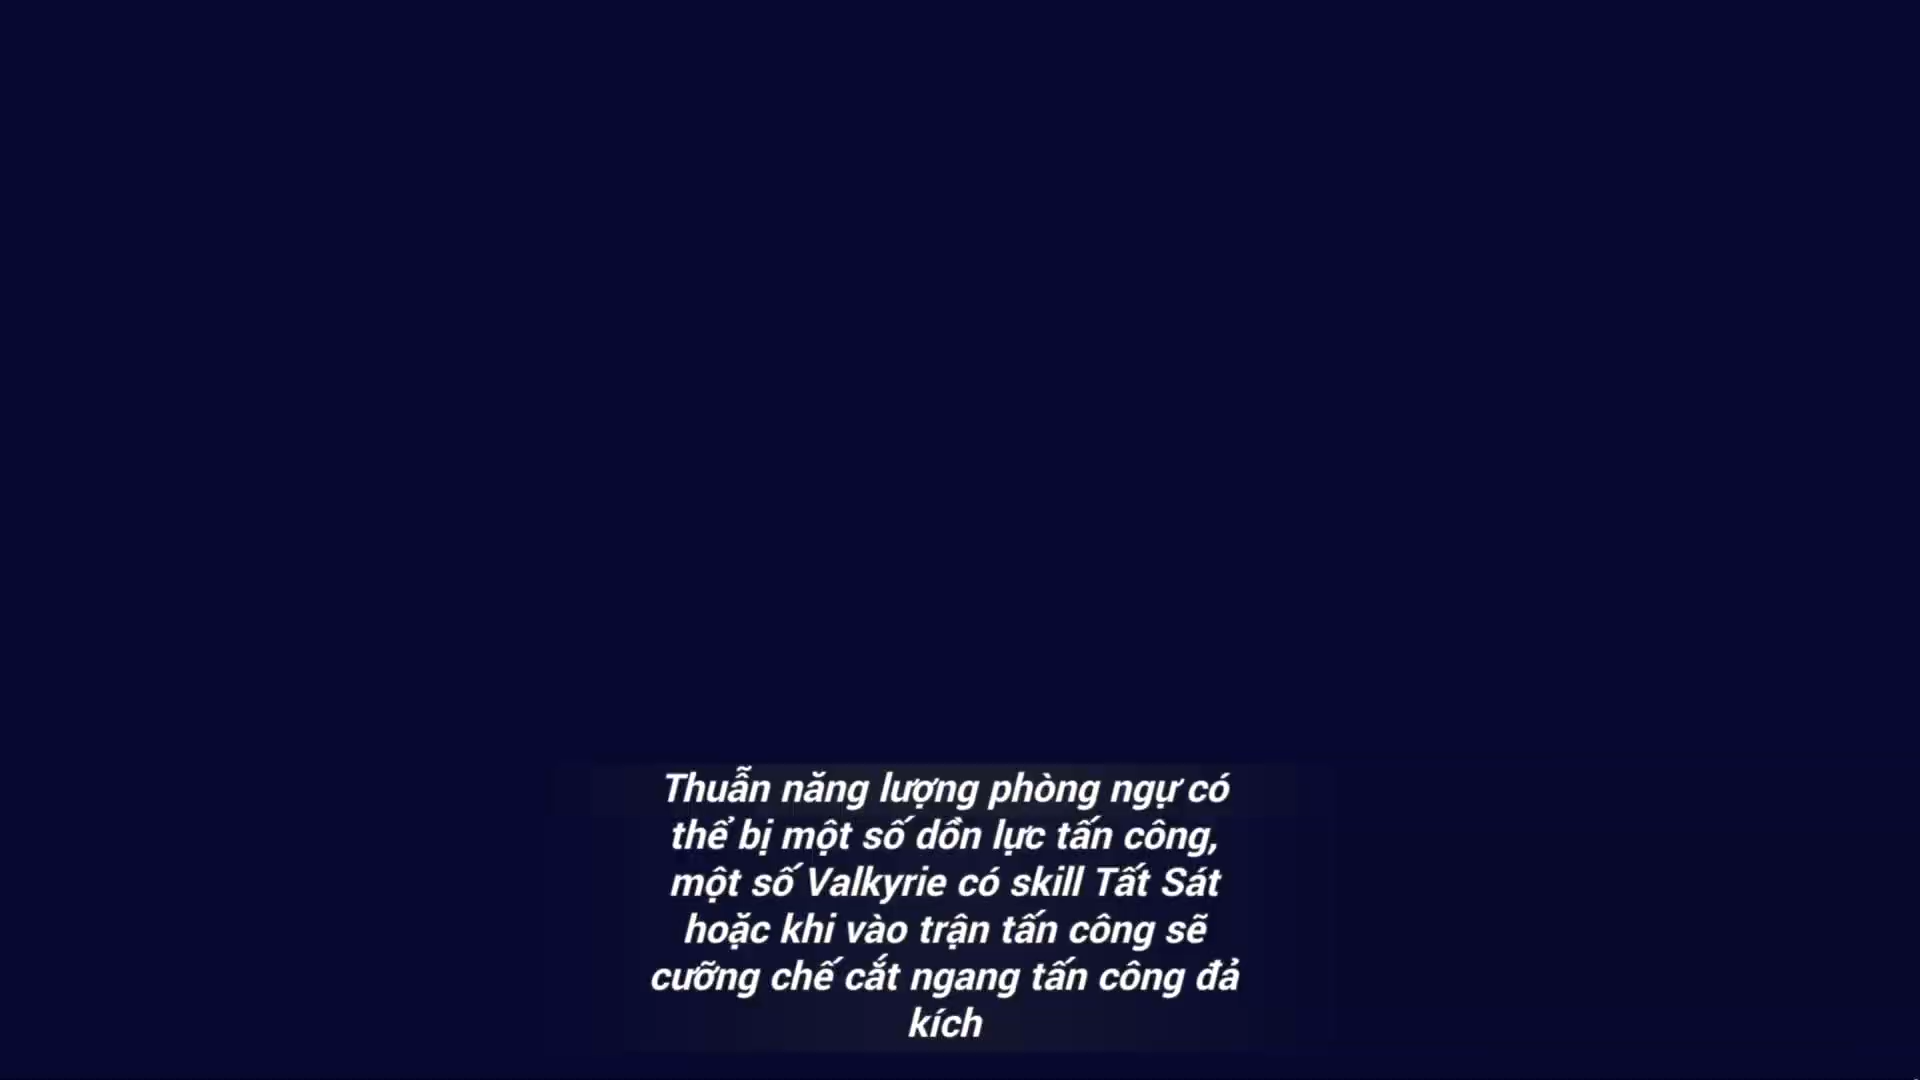 Thuẫn năng lượng phòng ngự có
thể bị một số dồn lực tấn công,
một số Valkyrie có skill Tất Sát
hoặc khi vào trận tấn công sẽ
cưỡng chế cắt ngang tấn công đả
kích